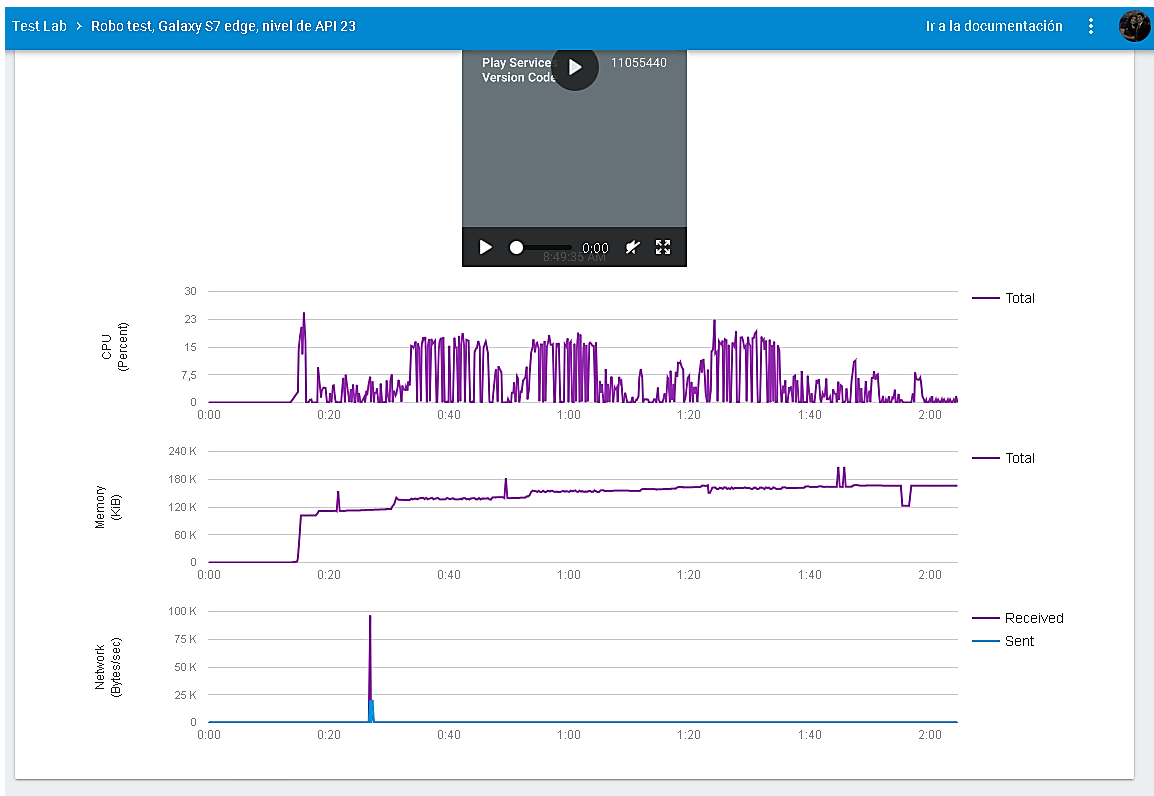 Test Lab > Robo test, Galaxy S7 edge, nivel de API 23
Ir a la documentación
Play Services 11055440
Version Code
0:00
8:49:35 AM
CPU
(Percent)
30
23
15
7,5
0
0:00 0:20 0:40 1:00 1:20 1:40 2:00
Total
Memory
(KiB)
240 K
180 K
120 K
60 K
0
0:00 0:20 0:40 1:00 1:20 1:40 2:00
Total
Network
(Bytes/sec)
100 K
75 K
50 K
25 K
0
0:00 0:20 0:40 1:00 1:20 1:40 2:00
Received
Sent